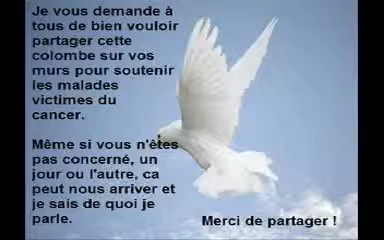 Je vous demande à
tous de bien vouloir
partager cette
colombe sur vos
murs pour soutenir
les malades
victimes du
cancer.
Même si vous n'êtes
pas concerné, un
jour ou l'autre, ca
peut nous arriver et
je sais de quoi je
parle.
Merci de partager !